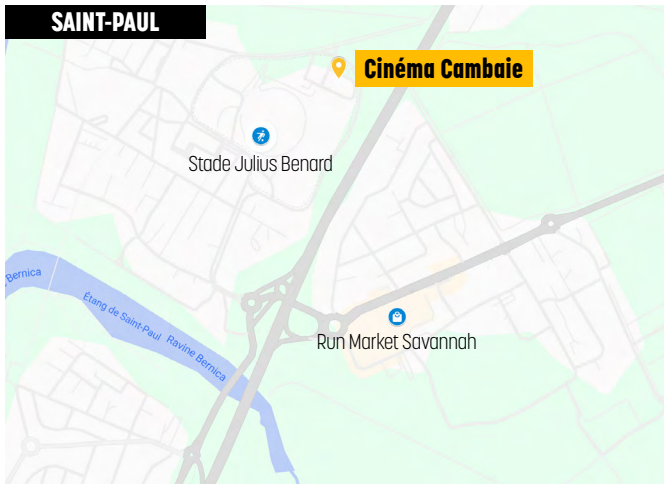 SAINT-PAUL
Cinéma Cambaie
Stade Julius Benard
Bernica
Étang de Saint-Paul
Ravine Bernica
Run Market Savannah